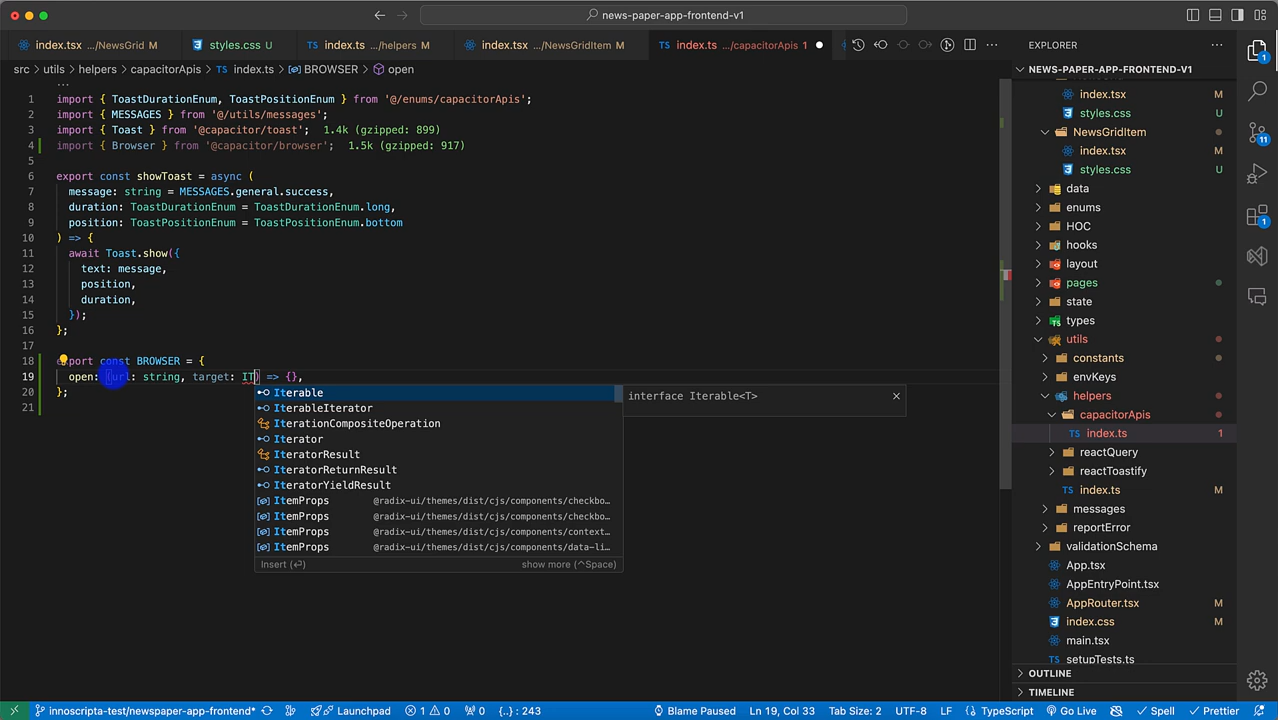 news-paper-app-frontend-v1
index.tsx .../NewsGrid M
styles.css U
index.ts .../helpers M
index.tsx .../NewsGridItem M
index.ts .../capacitorApis 1
src > utils > helpers > capacitorApis > index.ts > BROWSER > open
1 import { ToastDurationEnum, ToastPositionEnum } from '@/enums/capacitorApis';
2 import { MESSAGES } from '@/utils/messages';
3 import { Toast } from '@capacitor/toast'; 1.4k (gzipped: 899)
4 import { Browser } from '@capacitor/browser'; 1.5k (gzipped: 917)
5
6 export const showToast = async (
7 message: string = MESSAGES.general.success,
8 duration: ToastDurationEnum = ToastDurationEnum.long,
9 position: ToastPositionEnum = ToastPositionEnum.bottom
10 ) => {
11 await Toast.show({
12 text: message,
13 position,
14 duration,
15 });
16 };
17
18 export const BROWSER = {
19 open: (url: string, target: IT) => {},
20 };
21
Iterable
IterableIterator
IterationCompositeOperation
Iterator
IteratorResult
IteratorReturnResult
IteratorYieldResult
ItemProps @radix-ui/themes/dist/cjs/components/checkbo…
ItemProps @radix-ui/themes/dist/cjs/components/checkbo…
ItemProps @radix-ui/themes/dist/cjs/components/context…
ItemProps @radix-ui/themes/dist/cjs/components/data-li…
Insert (⏎) show more (^Space)
interface Iterable<T>
EXPLORER
NEWS-PAPER-APP-FRONTEND-V1
index.tsx M
styles.css U
NewsGridItem
index.tsx M
styles.css U
data
enums
HOC
hooks
layout
pages
state
types
utils
constants
envKeys
helpers
capacitorApis
index.ts 1
reactQuery
reactToastify
index.ts M
messages
reportError
validationSchema
App.tsx
AppEntryPoint.tsx
AppRouter.tsx M
index.css M
main.tsx
setupTests.ts
OUTLINE
TIMELINE
1
11
1
innoscripta-test/newspaper-app-frontend* Launchpad 1 0 0 {..} : 243 Blame Paused Ln 19, Col 33 Tab Size: 2 UTF-8 LF TypeScript Go Live Spell Prettier